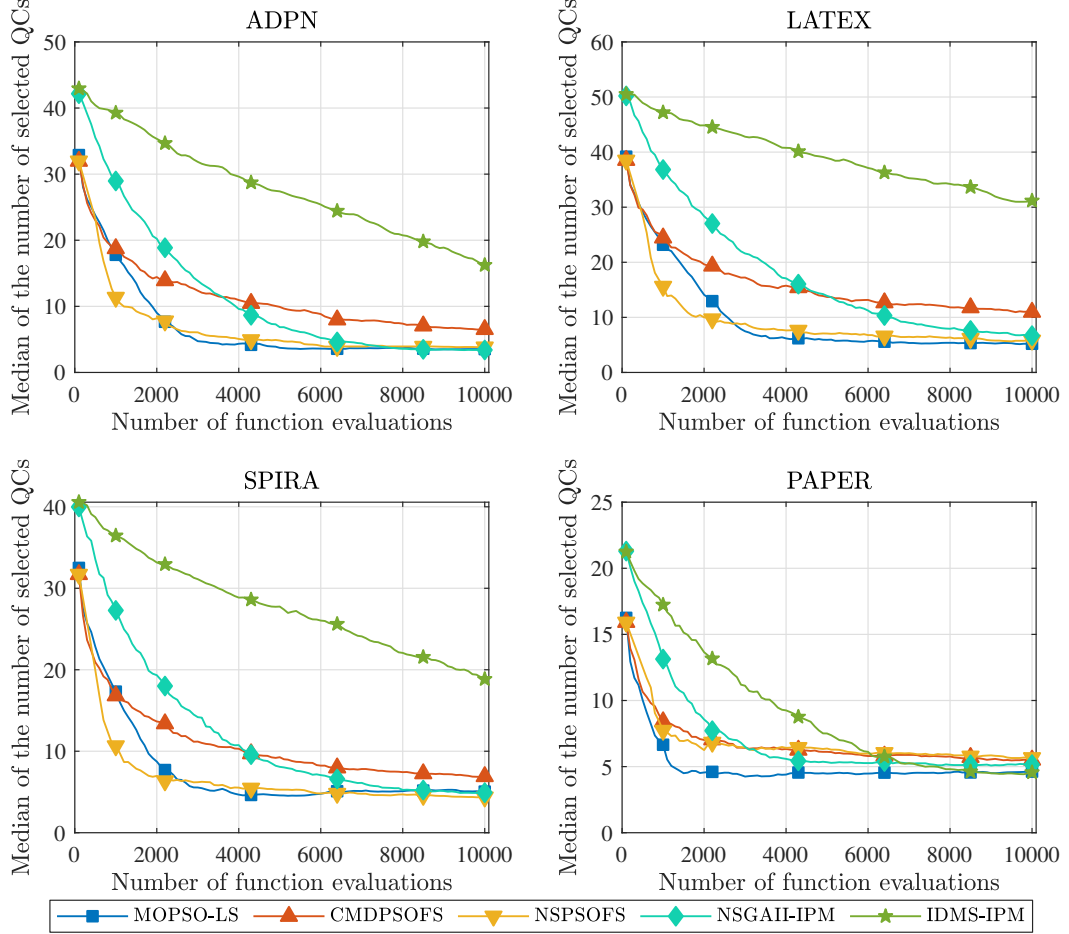 ADPN
Median of the number of selected QCs
50
40
30
20
10
0
0 2000 4000 6000 8000 10000
Number of function evaluations
LATEX
Median of the number of selected QCs
60
50
40
30
20
10
0
0 2000 4000 6000 8000 10000
Number of function evaluations
SPIRA
Median of the number of selected QCs
40
30
20
10
0
0 2000 4000 6000 8000 10000
Number of function evaluations
PAPER
Median of the number of selected QCs
25
20
15
10
5
0
0 2000 4000 6000 8000 10000
Number of function evaluations
MOPSO-LS CMDPSOFS NSPSOFS NSGAII-IPM IDMS-IPM